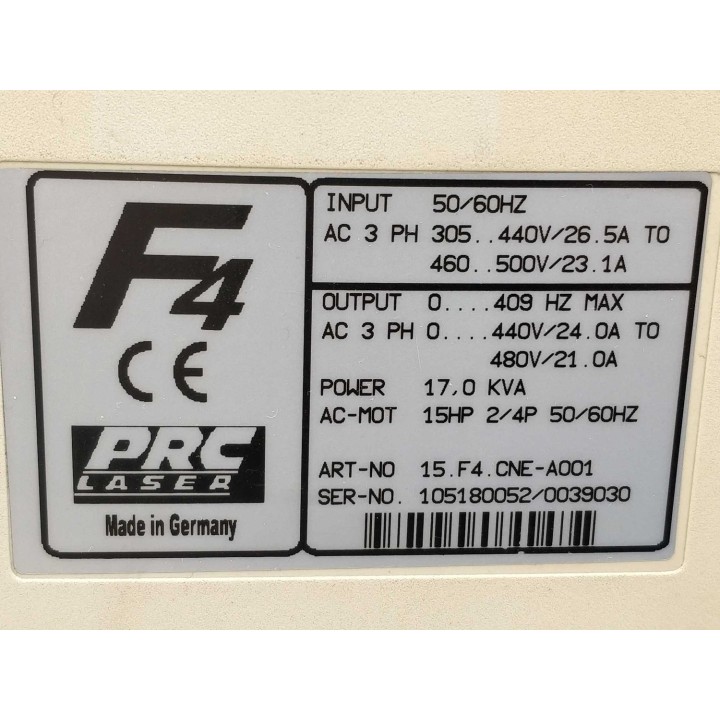 F4
CE
PRC
LASER
Made in Germany
INPUT 50/60HZ
AC 3 PH 305..440V/26.5A TO
460..500V/23.1A
OUTPUT 0....409 HZ MAX
AC 3 PH 0....440V/24.0A TO
480V/21.0A
POWER 17,0 KVA
AC-MOT 15HP 2/4P 50/60HZ
ART-NO 15.F4.CNE-A001
SER-NO. 105180052/0039030